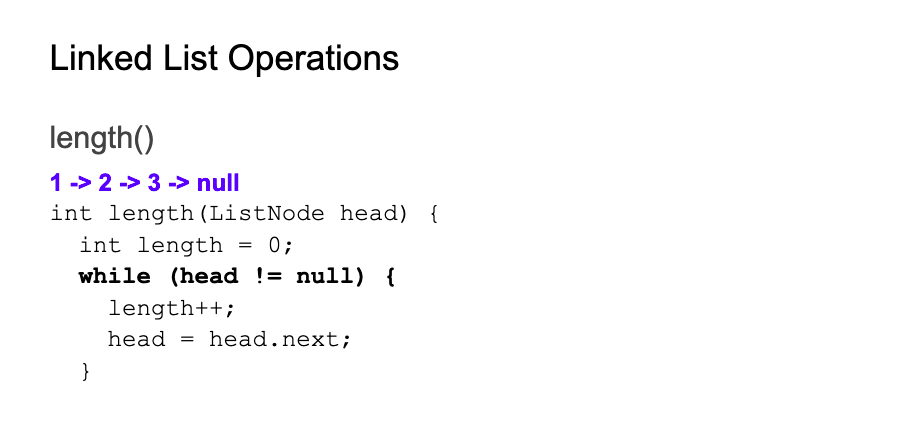 Linked List Operations
length()
1 -> 2 -> 3 -> null
int length(ListNode head) {
  int length = 0;
  while (head != null) {
    length++;
    head = head.next;
  }